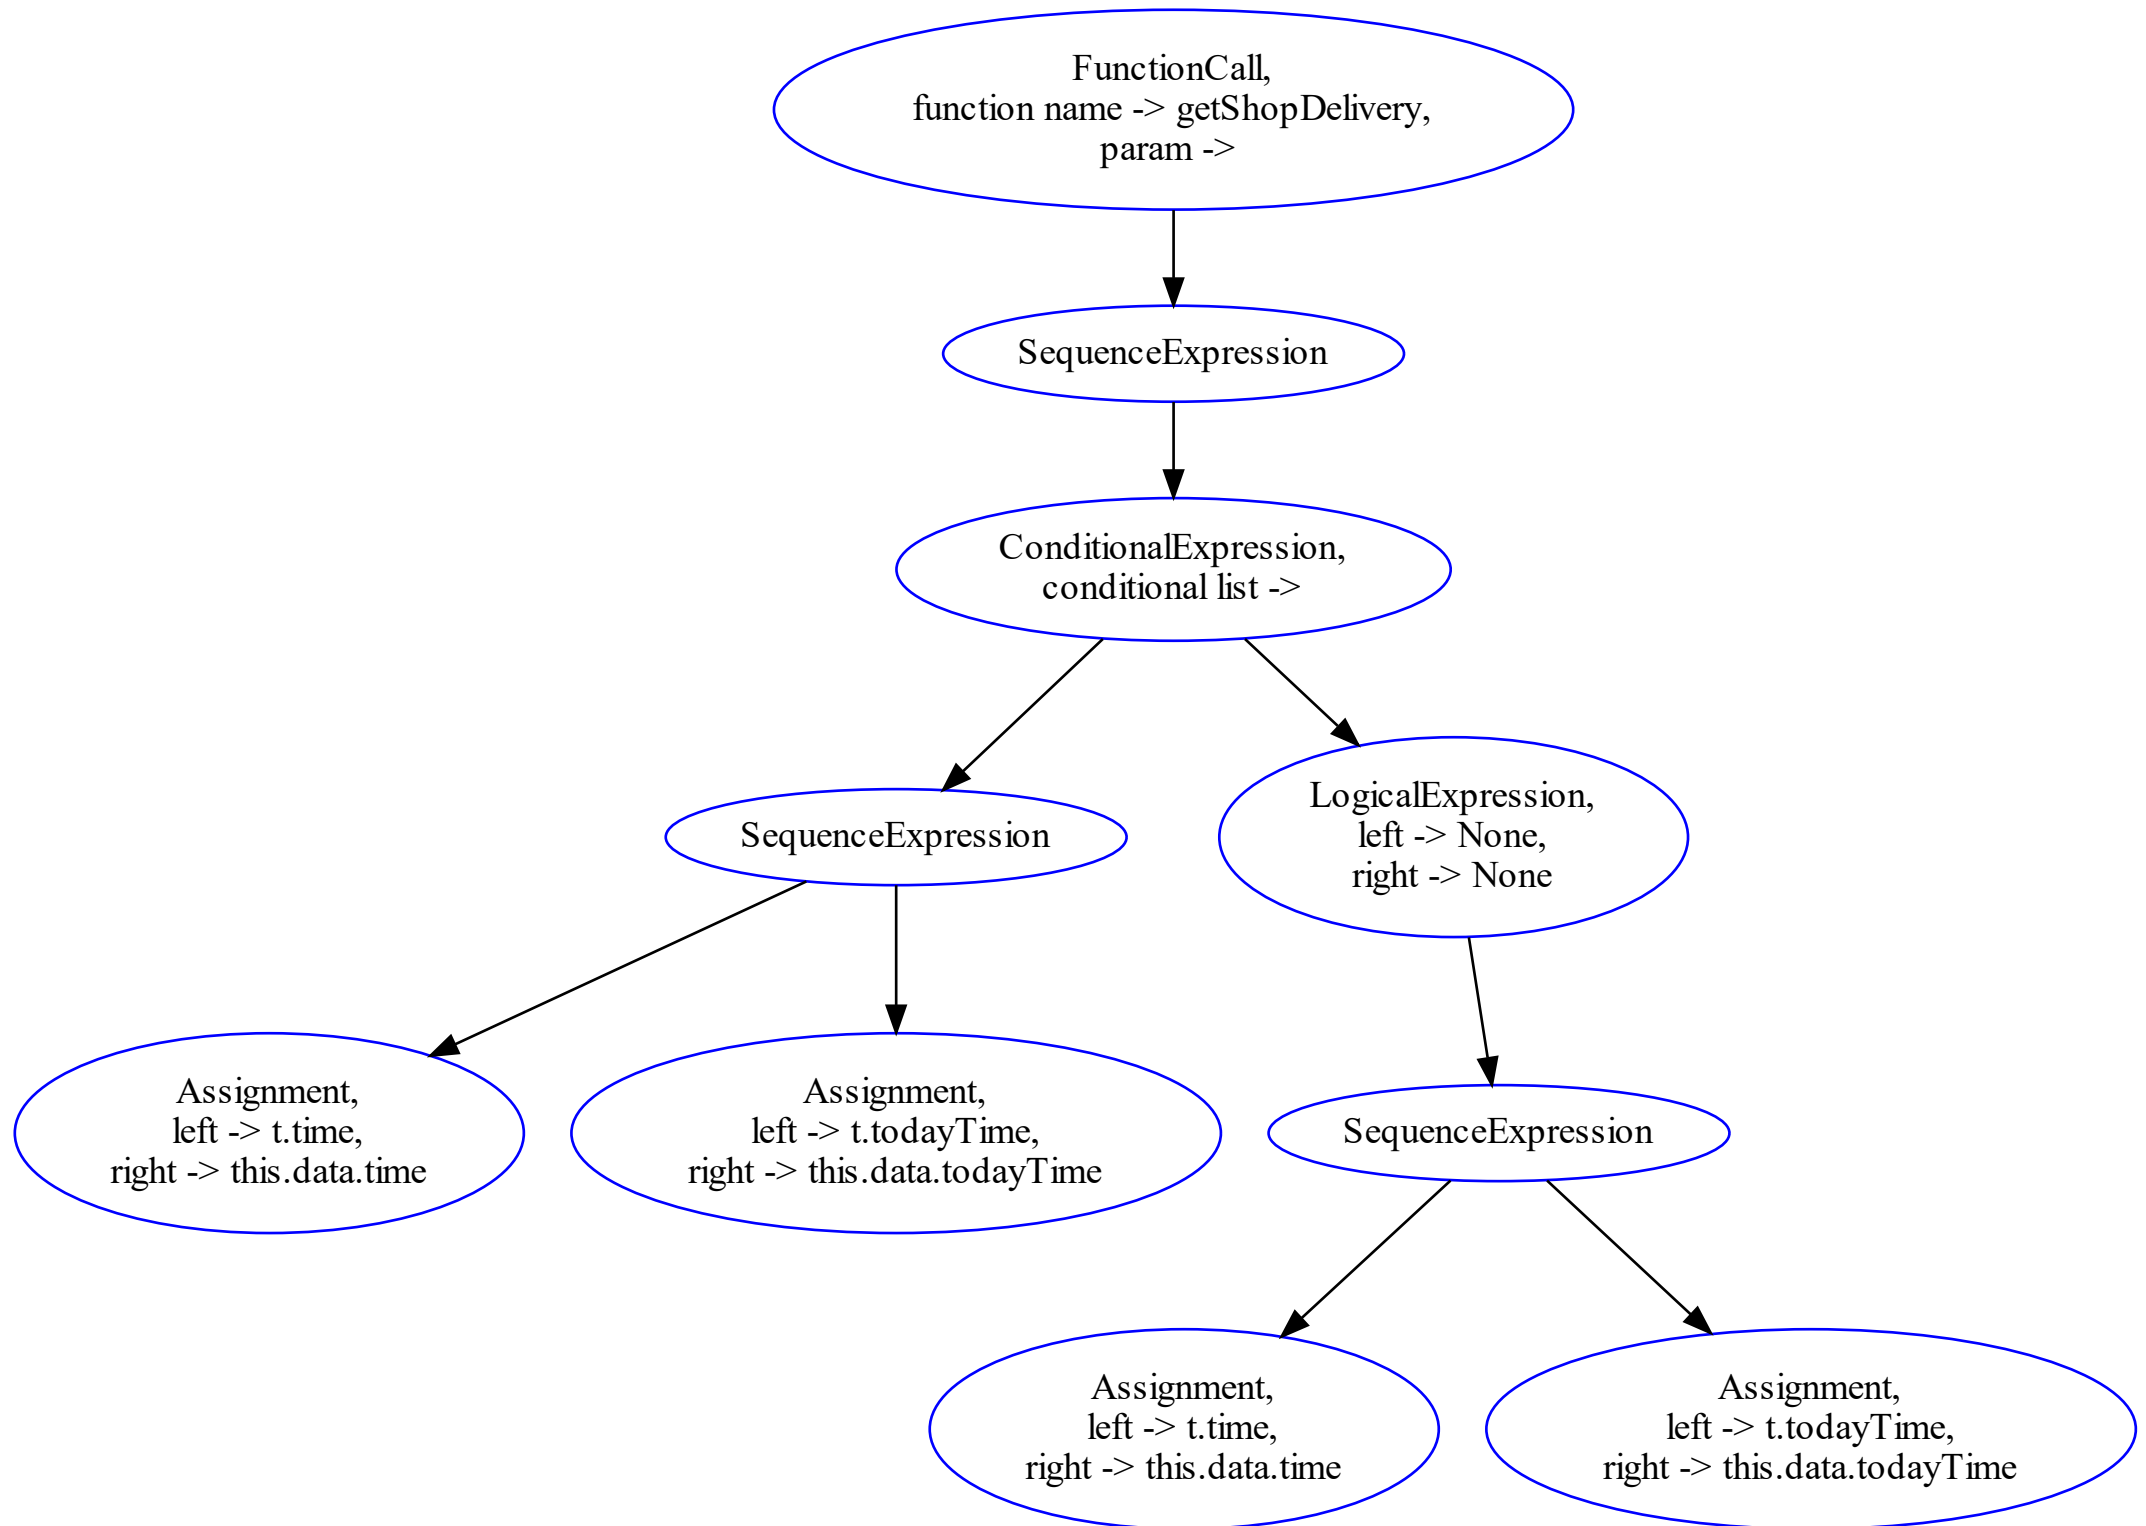 FunctionCall,
function name -> getShopDelivery,
param ->
SequenceExpression
ConditionalExpression,
conditional list ->
SequenceExpression
LogicalExpression,
left -> None,
right -> None
Assignment,
left -> t.time,
right -> this.data.time
Assignment,
left -> t.todayTime,
right -> this.data.todayTime
SequenceExpression
Assignment,
left -> t.time,
right -> this.data.time
Assignment,
left -> t.todayTime,
right -> this.data.todayTime